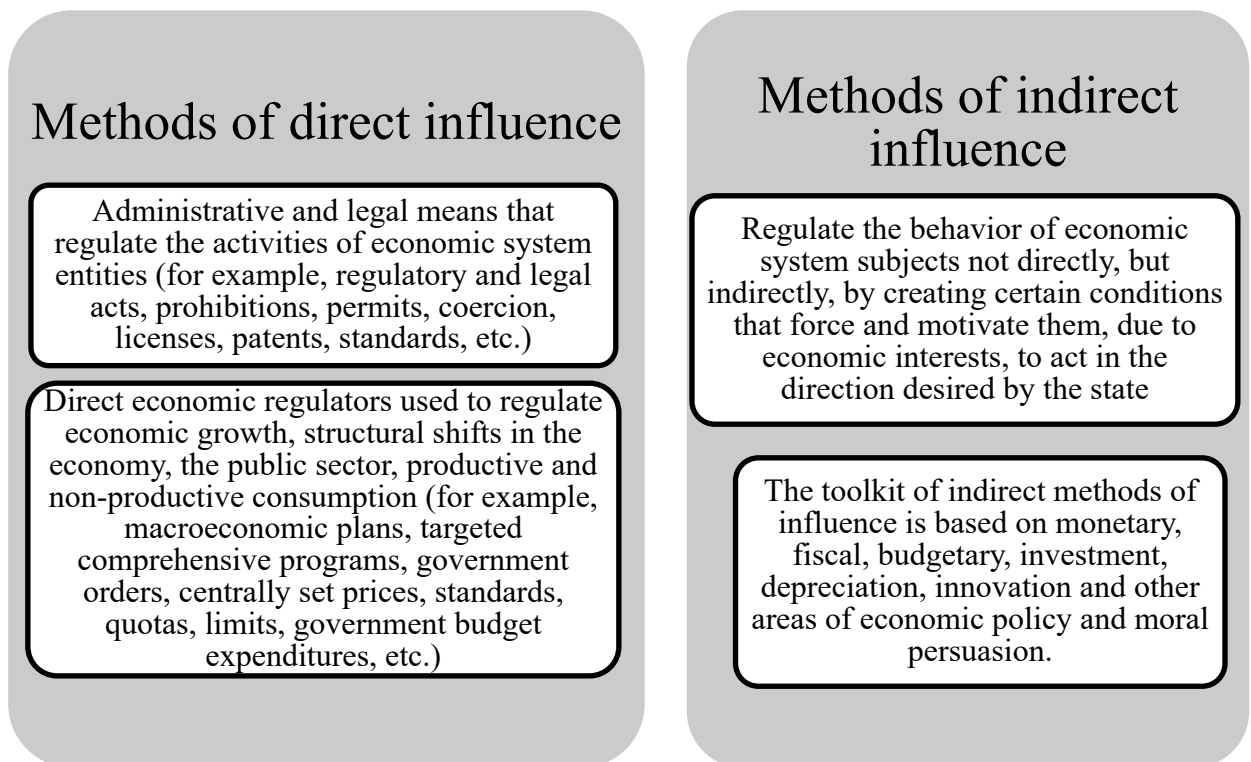 Methods of direct influence
Administrative and legal means that
regulate the activities of economic system
entities (for example, regulatory and legal
acts, prohibitions, permits, coercion,
licenses, patents, standards, etc.)
Direct economic regulators used to regulate
economic growth, structural shifts in the
economy, the public sector, productive and
non-productive consumption (for example,
macroeconomic plans, targeted
comprehensive programs, government
orders, centrally set prices, standards,
quotas, limits, government budget
expenditures, etc.)
Methods of indirect
influence
Regulate the behavior of economic
system subjects not directly, but
indirectly, by creating certain conditions
that force and motivate them, due to
economic interests, to act in the
direction desired by the state
The toolkit of indirect methods of
influence is based on monetary,
fiscal, budgetary, investment,
depreciation, innovation and other
areas of economic policy and moral
persuasion.